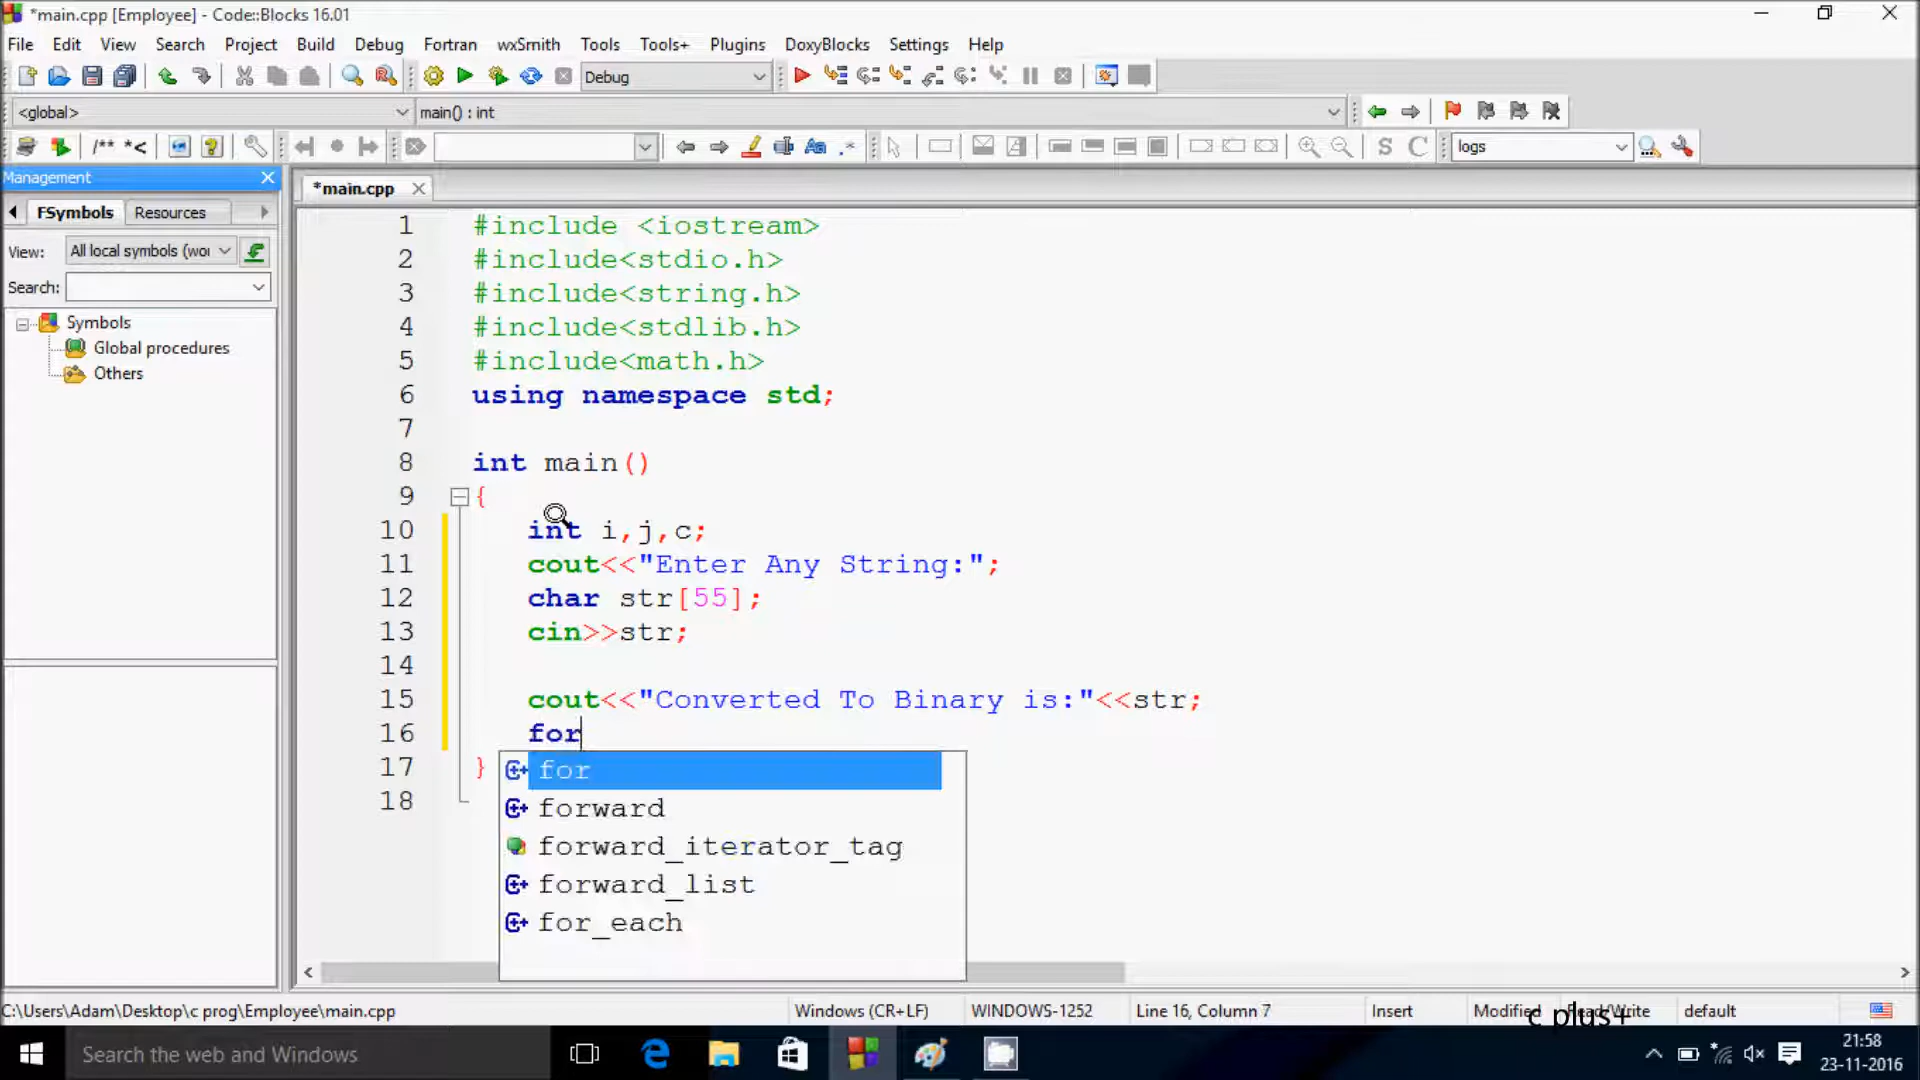 *main.cpp [Employee] - Code::Blocks 16.01
File Edit View Search Project Build Debug Fortran wxSmith Tools Tools+ Plugins DoxyBlocks Settings Help
Debug
<global> main() : int
/** *< Aa .* S C logs
Management
FSymbols Resources
*main.cpp
View: All local symbols (wor
Search:
Symbols
Global procedures
Others
1 #include <iostream>
2 #include<stdio.h>
3 #include<string.h>
4 #include<stdlib.h>
5 #include<math.h>
6 using namespace std;
7
8 int main()
9 {
10 int i,j,c;
11 cout<<"Enter Any String:";
12 char str[55];
13 cin>>str;
14
15 cout<<"Converted To Binary is:"<<str;
16 for
17 }
18
for
forward
forward_iterator_tag
forward_list
for_each
C:\Users\Adam\Desktop\c prog\Employee\main.cpp Windows (CR+LF) WINDOWS-1252 Line 16, Column 7 Insert Modified Read/Write default
c plus+
Search the web and Windows
21:58
23-11-2016